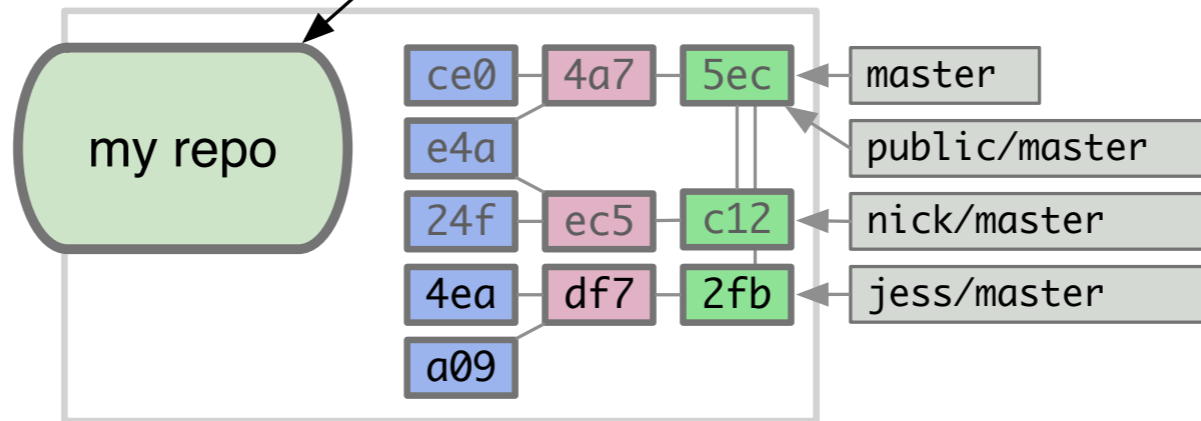 my repo
ce0 4a7 5ec master
e4a public/master
24f ec5 c12 nick/master
4ea df7 2fb jess/master
a09